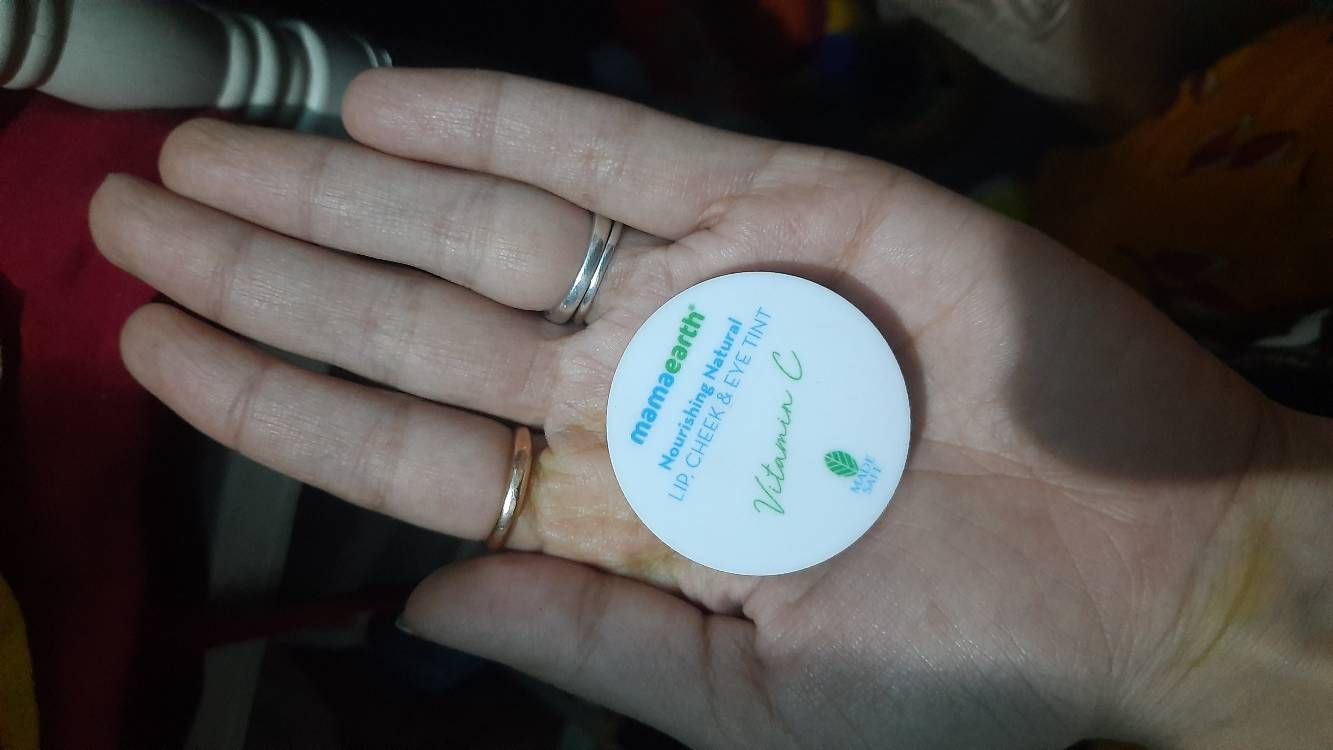 mamaearth®
Nourishing Natural
LIP, CHEEK & EYE TINT
Vitamin C
MADE
SAFE